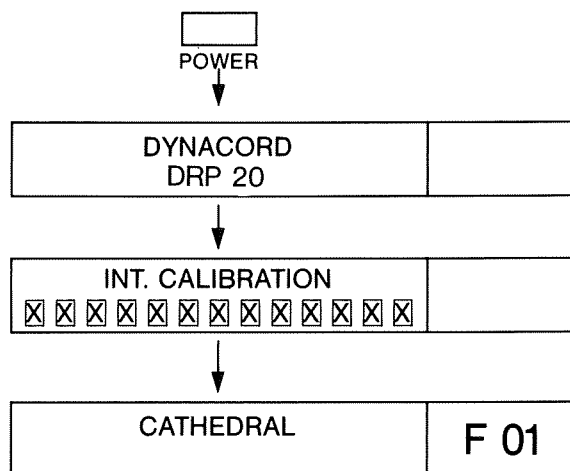 POWER
DYNACORD
DRP 20
INT. CALIBRATION
X X X X X X X X X X X X X
CATHEDRAL
F 01